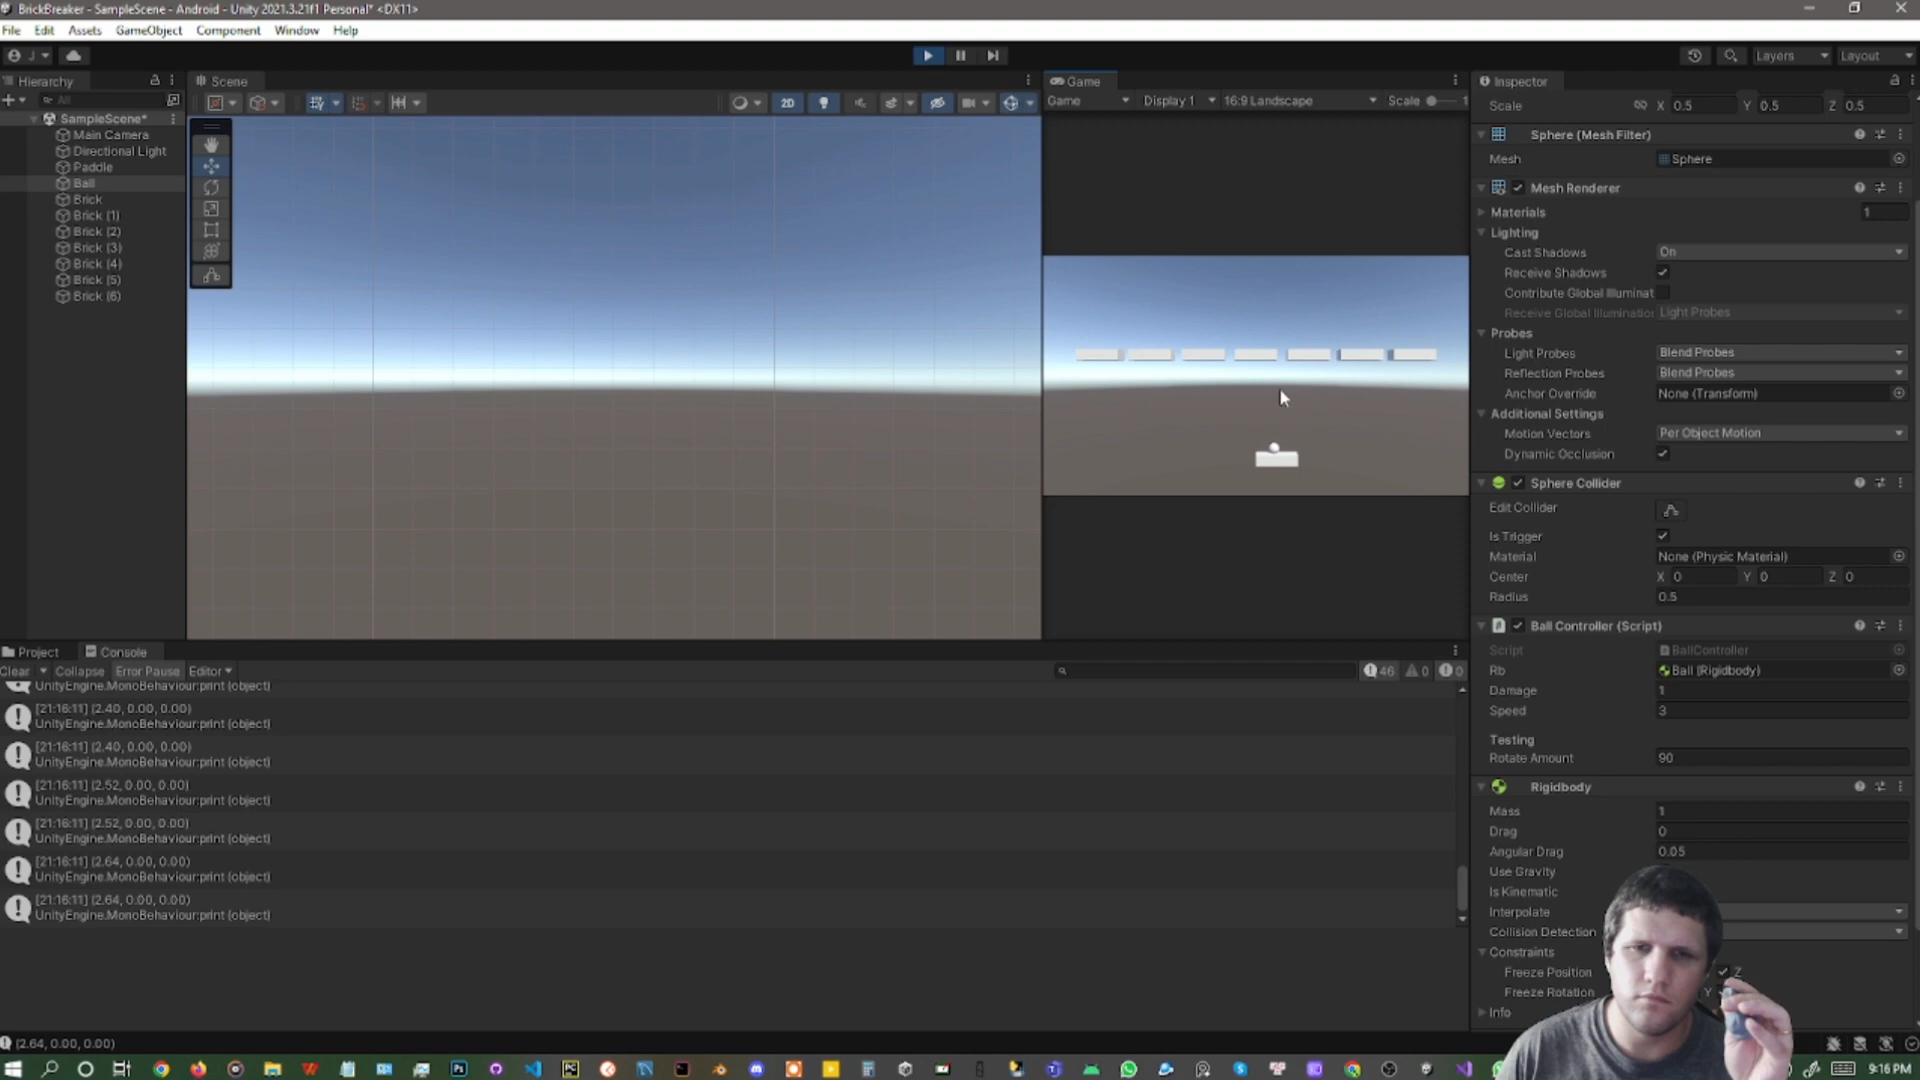 BrickBreaker - SampleScene - Android - Unity 2021.3.21f1 Personal* <DX11>
File Edit Assets GameObject Component Window Help
J
Layers Layout
Hierarchy
All
SampleScene*
Main Camera
Directional Light
Paddle
Ball
Brick
Brick (1)
Brick (2)
Brick (3)
Brick (4)
Brick (5)
Brick (6)
Scene
2D
Game
Game Display 1 16:9 Landscape Scale 1
Inspector
Scale X 0.5 Y 0.5 Z 0.5
Sphere (Mesh Filter)
Mesh Sphere
Mesh Renderer
Materials 1
Lighting
Cast Shadows On
Receive Shadows
Contribute Global Illuminat
Receive Global Illumination Light Probes
Probes
Light Probes Blend Probes
Reflection Probes Blend Probes
Anchor Override None (Transform)
Additional Settings
Motion Vectors Per Object Motion
Dynamic Occlusion
Sphere Collider
Edit Collider
Is Trigger
Material None (Physic Material)
Center X 0 Y 0 Z 0
Radius 0.5
Ball Controller (Script)
Script BallController
Rb Ball (Rigidbody)
Damage 1
Speed 3
Testing
Rotate Amount 90
Rigidbody
Mass 1
Drag 0
Angular Drag 0.05
Use Gravity
Is Kinematic
Interpolate
Collision Detection
Constraints
Freeze Position Z
Freeze Rotation Y
Info
Project Console
Clear Collapse Error Pause Editor 46 0 0
UnityEngine.MonoBehaviour:print (object)
[21:16:11] (2.40, 0.00, 0.00)
UnityEngine.MonoBehaviour:print (object)
[21:16:11] (2.40, 0.00, 0.00)
UnityEngine.MonoBehaviour:print (object)
[21:16:11] (2.52, 0.00, 0.00)
UnityEngine.MonoBehaviour:print (object)
[21:16:11] (2.52, 0.00, 0.00)
UnityEngine.MonoBehaviour:print (object)
[21:16:11] (2.64, 0.00, 0.00)
UnityEngine.MonoBehaviour:print (object)
[21:16:11] (2.64, 0.00, 0.00)
UnityEngine.MonoBehaviour:print (object)
(2.64, 0.00, 0.00)
Ps PC
9:16 PM